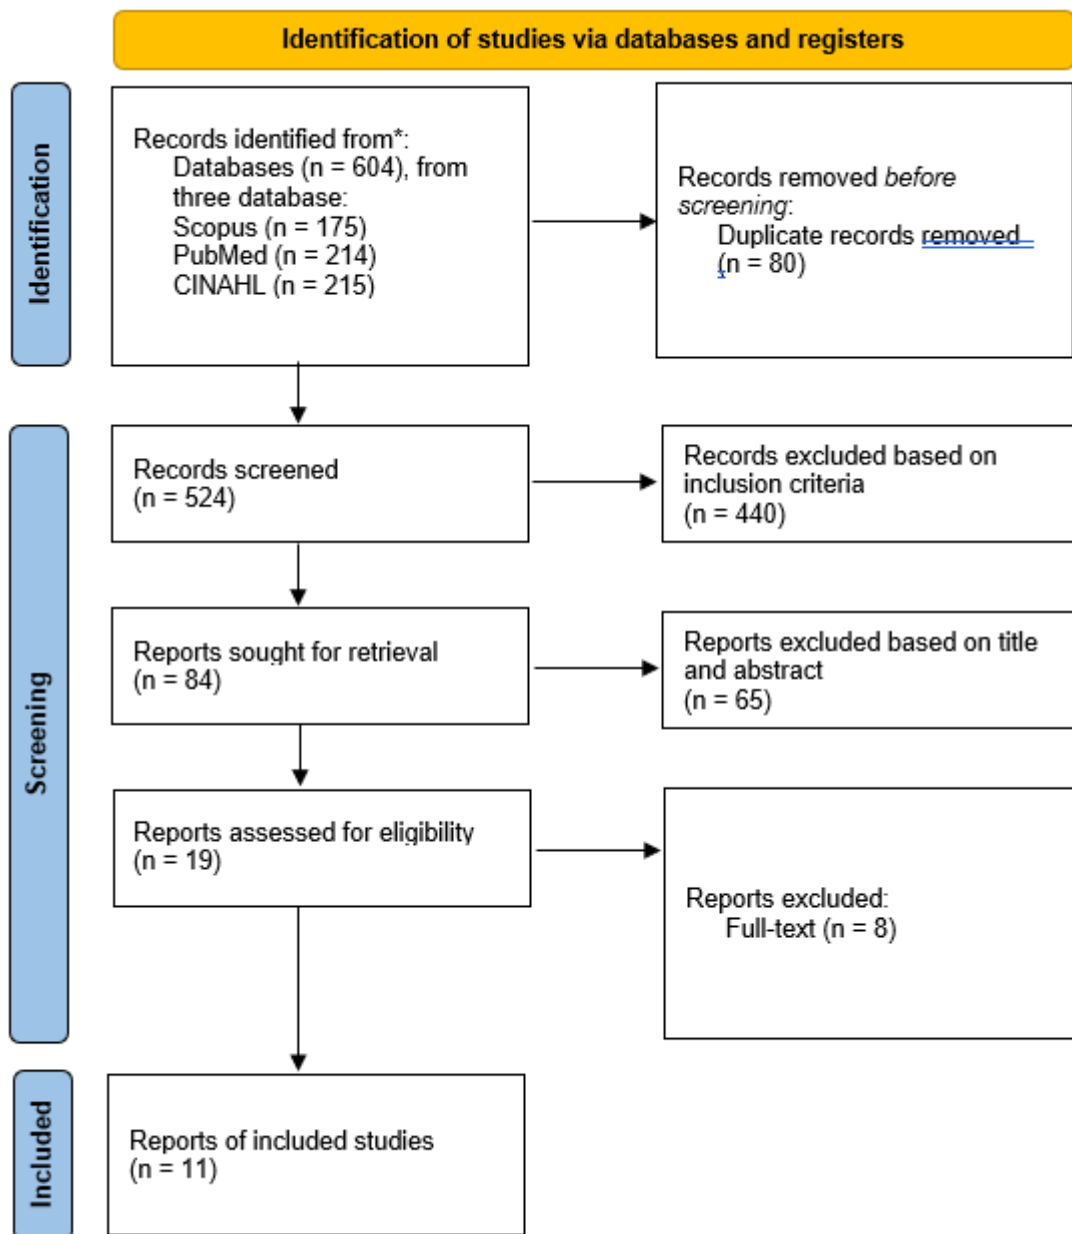 Identification of studies via databases and registers
Identification
Records identified from*:
Databases (n = 604), from
three database:
Scopus (n = 175)
PubMed (n = 214)
CINAHL (n = 215)
Records removed before
screening:
Duplicate records removed
(n = 80)
Screening
Records screened
(n = 524)
Records excluded based on
inclusion criteria
(n = 440)
Reports sought for retrieval
(n = 84)
Reports excluded based on title
and abstract
(n = 65)
Reports assessed for eligibility
(n = 19)
Reports excluded:
Full-text (n = 8)
Included
Reports of included studies
(n = 11)